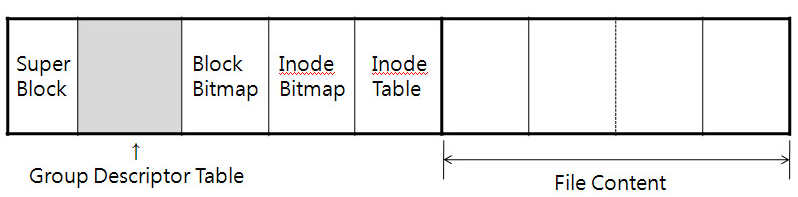 Super
Block
Block
Bitmap
Inode
Bitmap
Inode
Table
↑
Group Descriptor Table
File Content